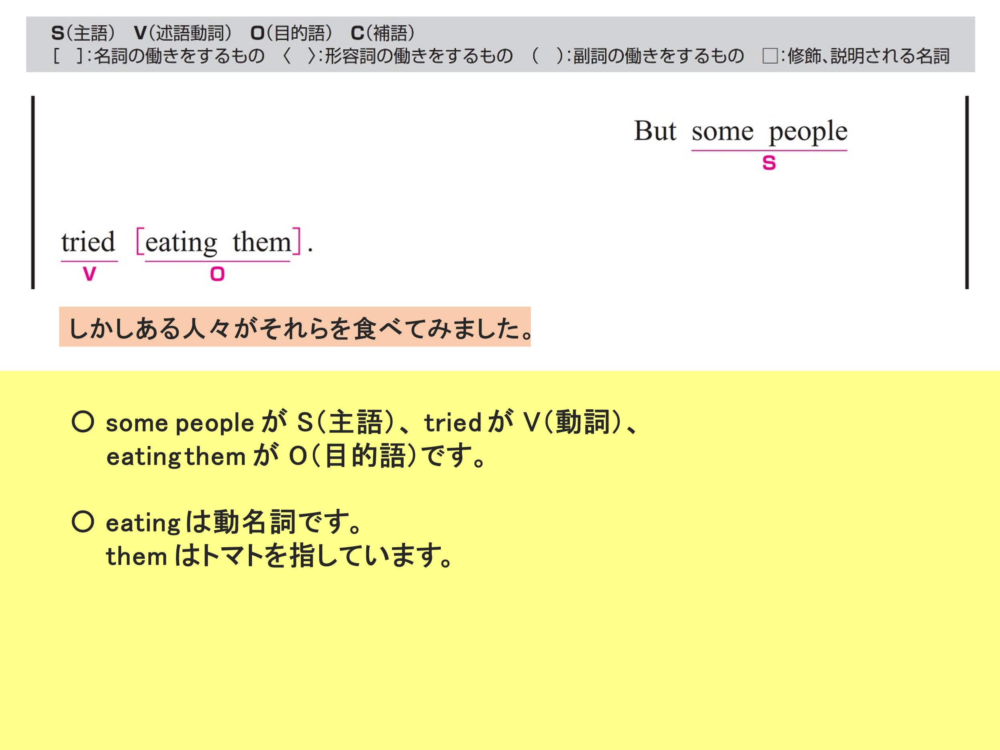 S（主語）　V（述語動詞）　O（目的語）　C（補語）
［　］：名詞の働きをするもの　〈　〉：形容詞の働きをするもの　（　）：副詞の働きをするもの　□：修飾、説明される名詞
But some people
S
tried [eating them].
V O
しかしある人々がそれらを食べてみました。
〇 some people が S（主語）、tried が V（動詞）、
eating them が O（目的語）です。
〇 eating は動名詞です。
them はトマトを指しています。